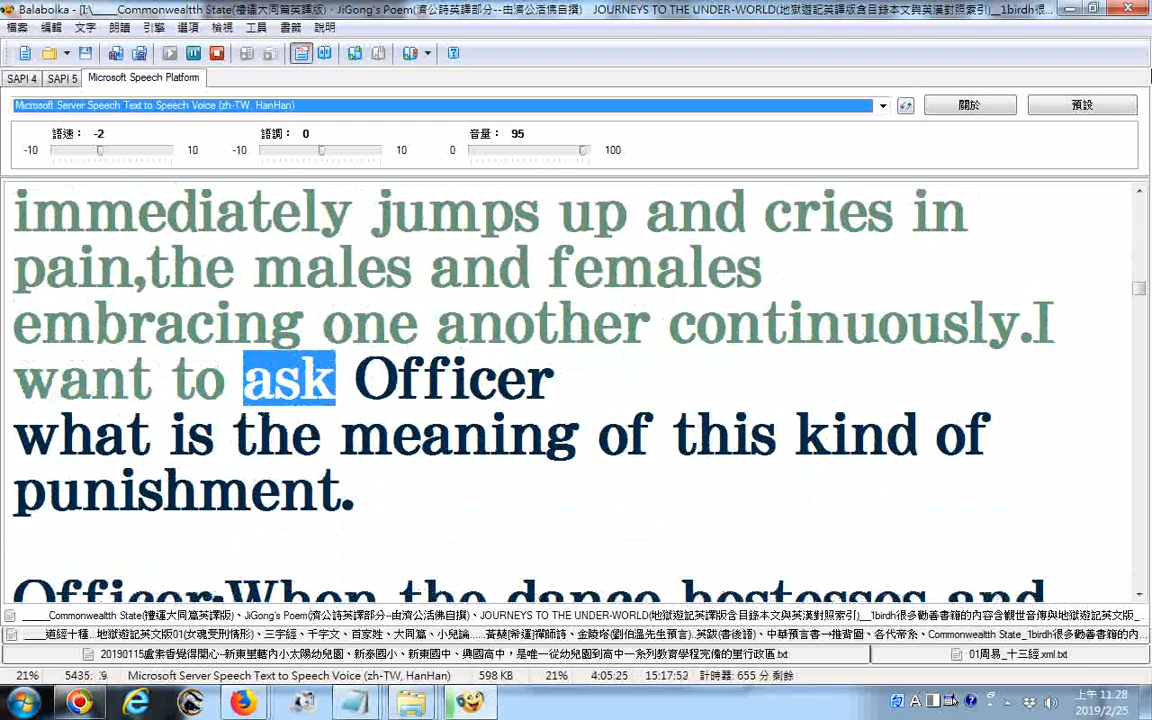 Balabolka - [I:\____Commonwealtth State(禮運大同篇英譯版)、JiGong's Poem(濟公詩英譯部分--由濟公活佛自撰)　JOURNEYS TO THE UNDER-WORLD(地獄遊記英譯版含目錄本文與英漢對照索引)__1birdh很...
檔案 編輯 文字 朗讀 引擎 選項 檢視 工具 書籤 說明
SAPI 4 SAPI 5 Microsoft Speech Platform
Microsoft Server Speech Text to Speech Voice (zh-TW, HanHan) 關於 預設
語速： -2 語調： 0 音量： 95
-10 10 -10 10 0 100
immediately jumps up and cries in
pain,the males and females
embracing one another continuously.I
want to ask Officer
what is the meaning of this kind of
punishment.
Officer:When the dance hostesses and
____Commonwealtth State(禮運大同篇英譯版)、JiGong's Poem(濟公詩英譯部分--由濟公活佛自撰)、JOURNEYS TO THE UNDER-WORLD(地獄遊記英譯版含目錄本文與英漢對照索引)__1birdh很多勸善書籍的內容含觀世音傳與地獄遊記英文版_
20190115盧素香覺得開心--新東里轄內小太陽幼兒園、新泰國小、新東國中、興國高中，是唯一從幼兒園到高中一系列教育學程完備的里行政區.txt 01周易_十三經.xml.txt
21% Microsoft Server Speech Text to Speech Voice (zh-TW, HanHan) 598 KB 21% 4:05:25 15:17:52 計時器： 655 分 剩餘
上午 11:28
2019/2/25